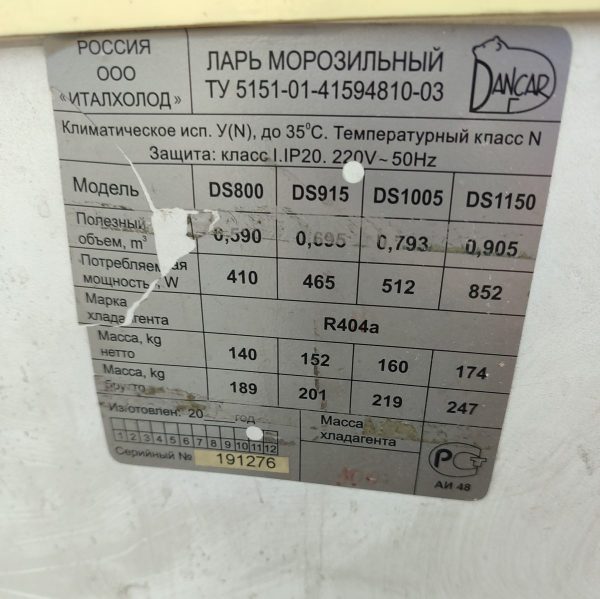 РОССИЯ
ООО
«ИТАЛХОЛОД»
ЛАРЬ МОРОЗИЛЬНЫЙ
ТУ 5151-01-41594810-03
DANCAR
Климатическое исп. У(N), до 35°С. Температурный класс N
Защита: класс I.IP20. 220V~50Hz
Модель DS800 DS915 DS1005 DS1150
Полезный
объем, m³ 0,590 0,695 0,793 0,905
Потребляемая
мощность, W 410 465 512 852
Марка
хладагента R404a
Масса, kg
нетто 140 152 160 174
Масса, kg
брутто 189 201 219 247
Изготовлен: 20 год
1 2 3 4 5 6 7 8 9 10 11 12
Серийный № 191276
Масса
хладагента
РСТ
АИ 48